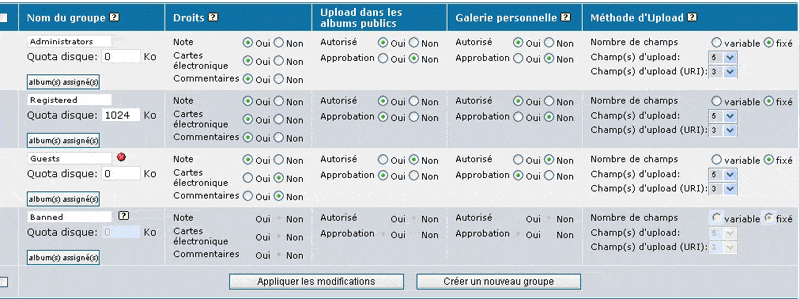 Nom du groupe ? Droits ? Upload dans les albums publics ? Galerie personnelle ? Méthode d'Upload ?
Administrators
Quota disque: 0 Ko
album(s) assigné(s)
Note Oui Non
Cartes électronique Oui Non
Commentaires Oui Non
Autorisé Oui Non
Approbation Oui Non
Autorisé Oui Non
Approbation Oui Non
Nombre de champs variable fixé
Champ(s) d'upload: 5
Champ(s) d'upload (URI): 3
Registered
Quota disque: 1024 Ko
album(s) assigné(s)
Note Oui Non
Cartes électronique Oui Non
Commentaires Oui Non
Autorisé Oui Non
Approbation Oui Non
Autorisé Oui Non
Approbation Oui Non
Nombre de champs variable fixé
Champ(s) d'upload: 5
Champ(s) d'upload (URI): 3
Guests
Quota disque: 0 Ko
album(s) assigné(s)
Note Oui Non
Cartes électronique Oui Non
Commentaires Oui Non
Autorisé Oui Non
Approbation Oui Non
Autorisé Oui Non
Approbation Oui Non
Nombre de champs variable fixé
Champ(s) d'upload: 5
Champ(s) d'upload (URI): 3
Banned ?
Quota disque: 0 Ko
album(s) assigné(s)
Note Oui Non
Cartes électronique Oui Non
Commentaires Oui Non
Autorisé Oui Non
Approbation Oui Non
Autorisé Oui Non
Approbation Oui Non
Nombre de champs variable fixé
Champ(s) d'upload: 5
Champ(s) d'upload (URI): 3
Appliquer les modifications Créer un nouveau groupe